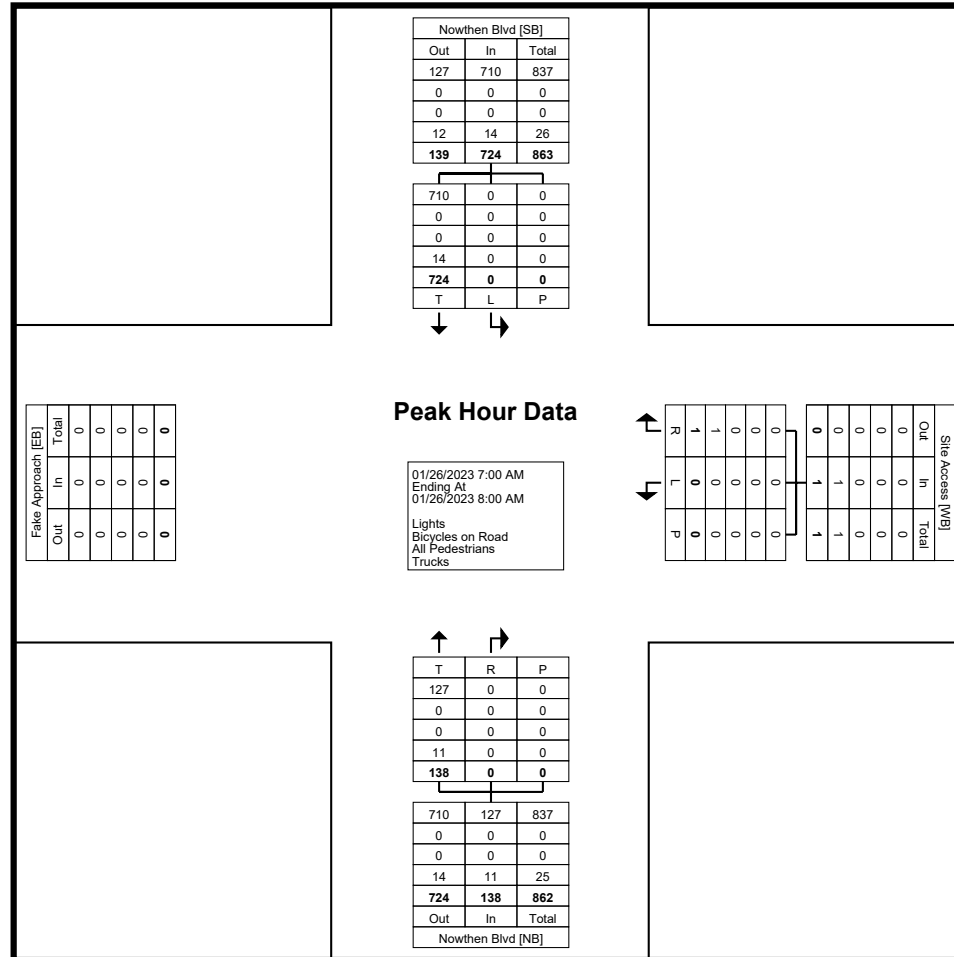 Nowthen Blvd [SB]
Out In Total
127 710 837
0 0 0
0 0 0
12 14 26
139 724 863
710 0 0
0 0 0
0 0 0
14 0 0
724 0 0
T L P
Fake Approach [EB]
Out In Total
0 0 0
0 0 0
0 0 0
0 0 0
0 0 0
Peak Hour Data
01/26/2023 7:00 AM
Ending At
01/26/2023 8:00 AM
Lights
Bicycles on Road
All Pedestrians
Trucks
Site Access [WB]
Out In Total
0 0 0
0 0 0
0 0 0
0 1 1
0 1 1
0 0 0
0 0 0
0 0 0
1 0 0
1 0 0
R L P
T R P
127 0 0
0 0 0
0 0 0
11 0 0
138 0 0
710 127 837
0 0 0
0 0 0
14 11 25
724 138 862
Out In Total
Nowthen Blvd [NB]